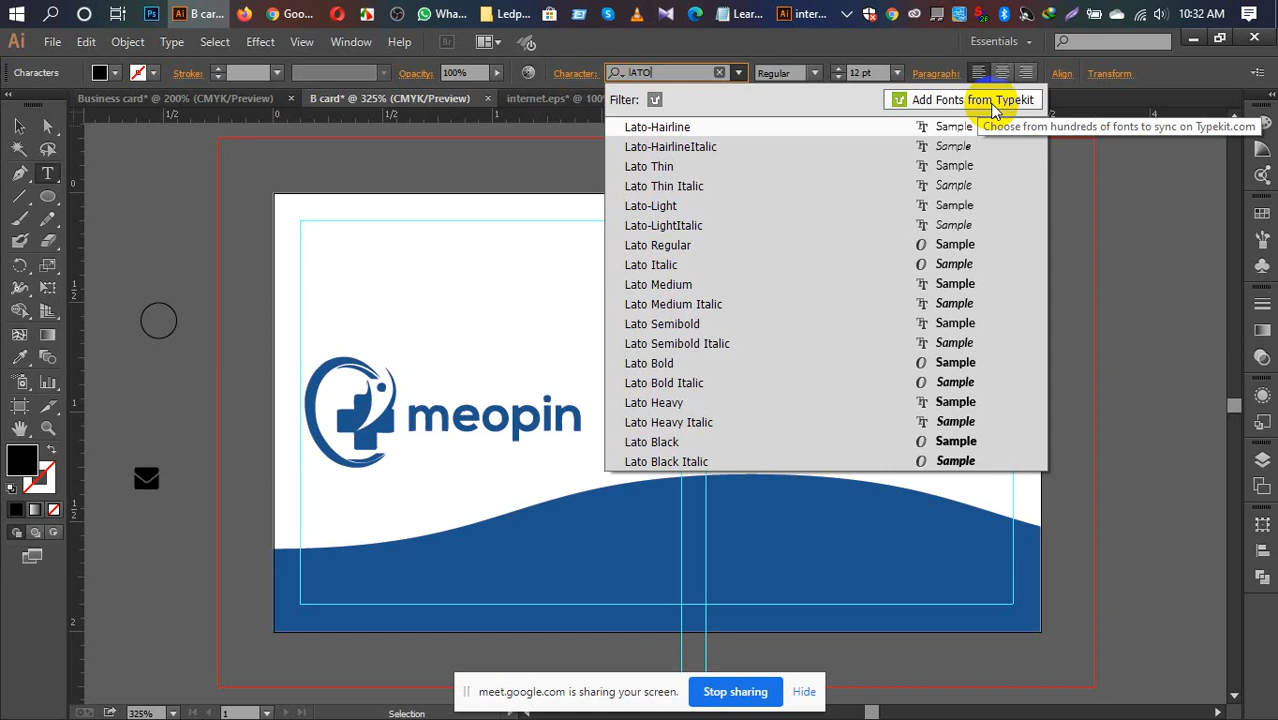 B car...
Goo...
Wha...
Ledp...
Lear...
inter...
10:32 AM
Ai
File
Edit
Object
Type
Select
Effect
View
Window
Help
Br
Essentials
Characters
Stroke:
Opacity:
100%
Character:
lATO
Regular
12 pt
Paragraph:
Align
Transform
Business card* @ 200% (CMYK/Preview)
B card* @ 325% (CMYK/Preview)
internet.eps* @ 100%
Filter:
Add Fonts from Typekit
Choose from hundreds of fonts to sync on Typekit.com
Lato-Hairline Sample
Lato-HairlineItalic Sample
Lato Thin Sample
Lato Thin Italic Sample
Lato-Light Sample
Lato-LightItalic Sample
Lato Regular Sample
Lato Italic Sample
Lato Medium Sample
Lato Medium Italic Sample
Lato Semibold Sample
Lato Semibold Italic Sample
Lato Bold Sample
Lato Bold Italic Sample
Lato Heavy Sample
Lato Heavy Italic Sample
Lato Black Sample
Lato Black Italic Sample
meopin
meet.google.com is sharing your screen.
Stop sharing
Hide
325%
1
Selection